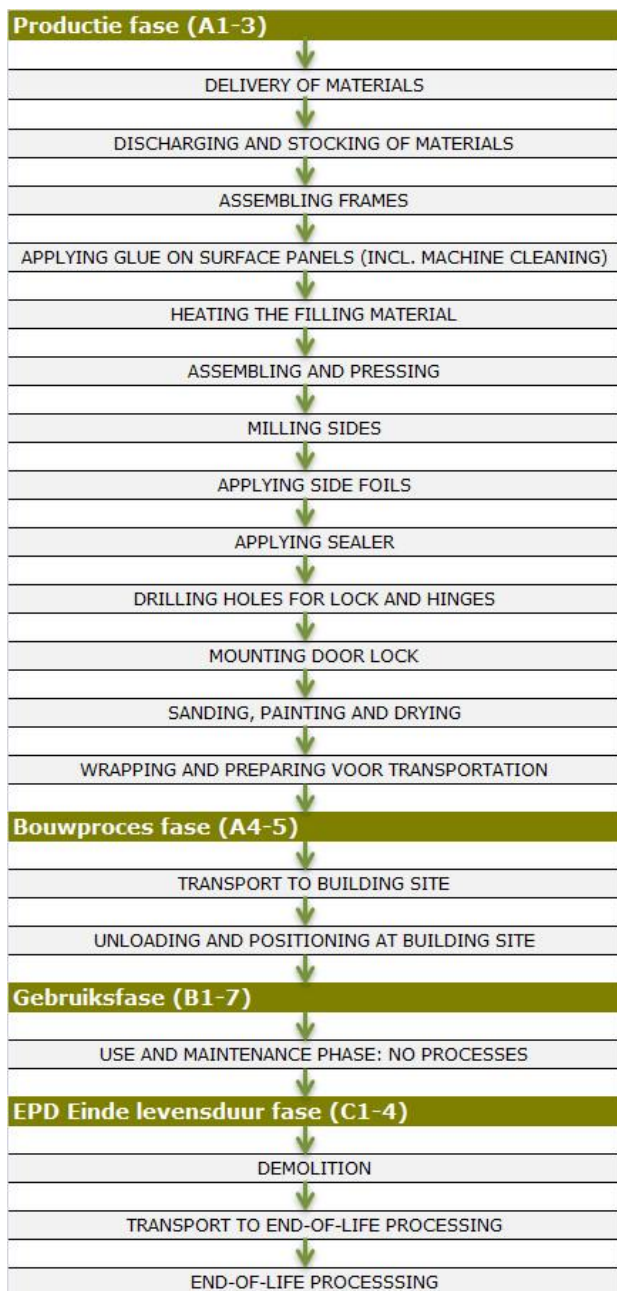 Productie fase (A1-3)
DELIVERY OF MATERIALS
DISCHARGING AND STOCKING OF MATERIALS
ASSEMBLING FRAMES
APPLYING GLUE ON SURFACE PANELS (INCL. MACHINE CLEANING)
HEATING THE FILLING MATERIAL
ASSEMBLING AND PRESSING
MILLING SIDES
APPLYING SIDE FOILS
APPLYING SEALER
DRILLING HOLES FOR LOCK AND HINGES
MOUNTING DOOR LOCK
SANDING, PAINTING AND DRYING
WRAPPING AND PREPARING VOOR TRANSPORTATION
Bouwproces fase (A4-5)
TRANSPORT TO BUILDING SITE
UNLOADING AND POSITIONING AT BUILDING SITE
Gebruiksfase (B1-7)
USE AND MAINTENANCE PHASE: NO PROCESSES
EPD Einde levensduur fase (C1-4)
DEMOLITION
TRANSPORT TO END-OF-LIFE PROCESSING
END-OF-LIFE PROCESSSING